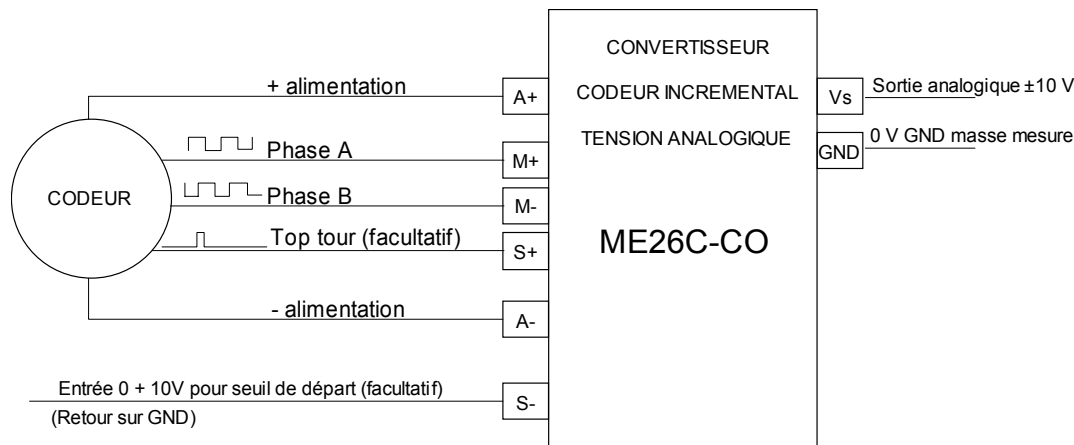 CONVERTISSEUR
+ alimentation
A+
CODEUR INCREMENTAL
Vs
Sortie analogique ±10 V
Phase A
M+
TENSION ANALOGIQUE
GND
0 V GND masse mesure
CODEUR
Phase B
M-
Top tour (facultatif)
S+
ME26C-CO
- alimentation
A-
Entrée 0 + 10V pour seuil de départ (facultatif)
S-
(Retour sur GND)